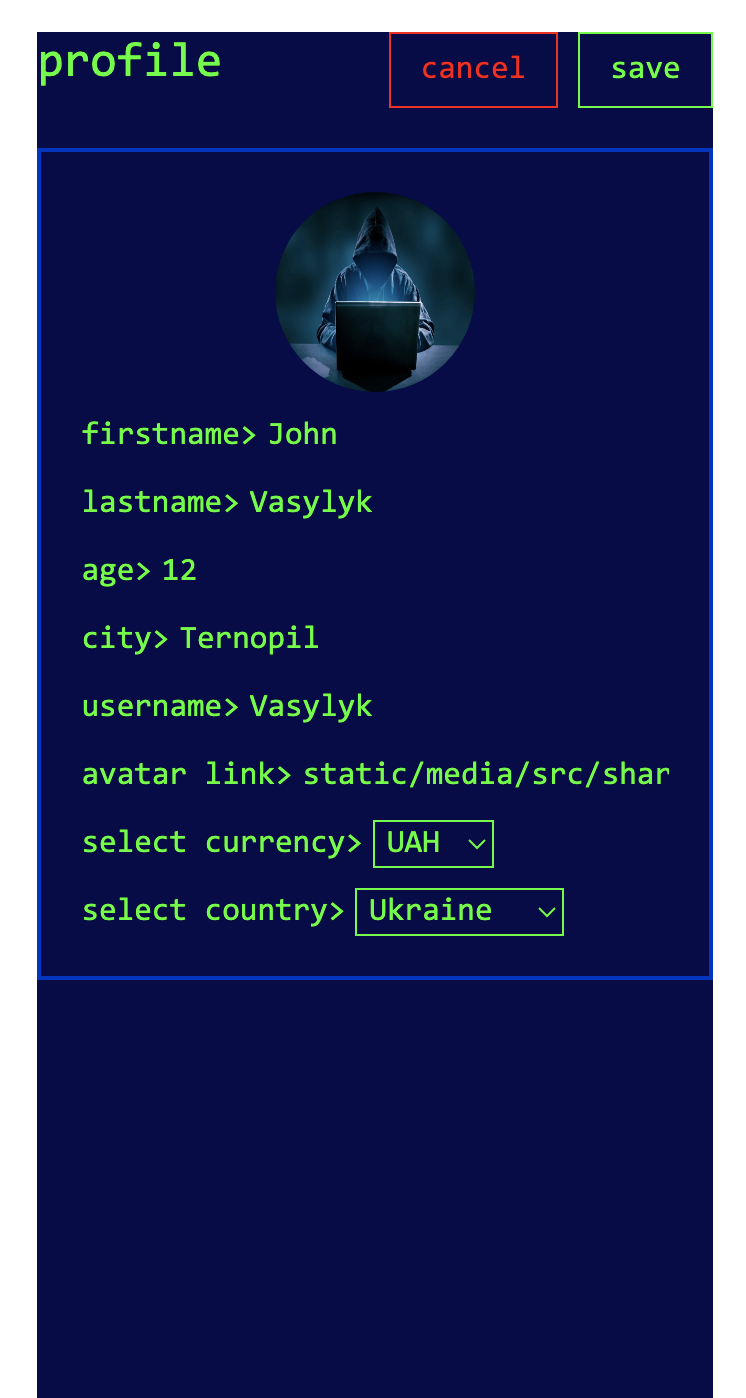 profile
cancel
save
firstname> John
lastname> Vasylyk
age> 12
city> Ternopil
username> Vasylyk
avatar link> static/media/src/shar
select currency> UAH
select country> Ukraine